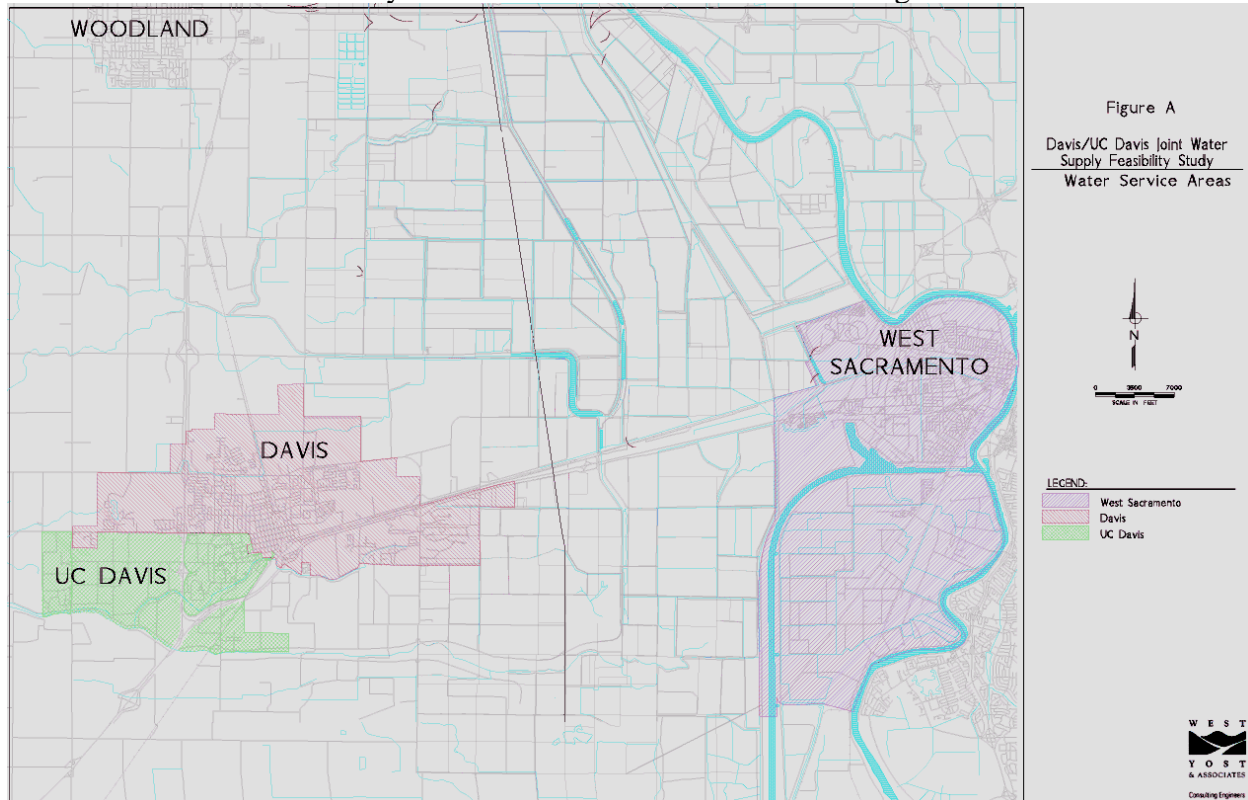 WOODLAND
Figure A
Davis/UC Davis Joint Water
Supply Feasibility Study
Water Service Areas
N
0 3500 7000
SCALE IN FEET
WEST
SACRAMENTO
DAVIS
UC DAVIS
LEGEND:
West Sacramento
Davis
UC Davis
WEST
YOST
& ASSOCIATES
Consulting Engineers